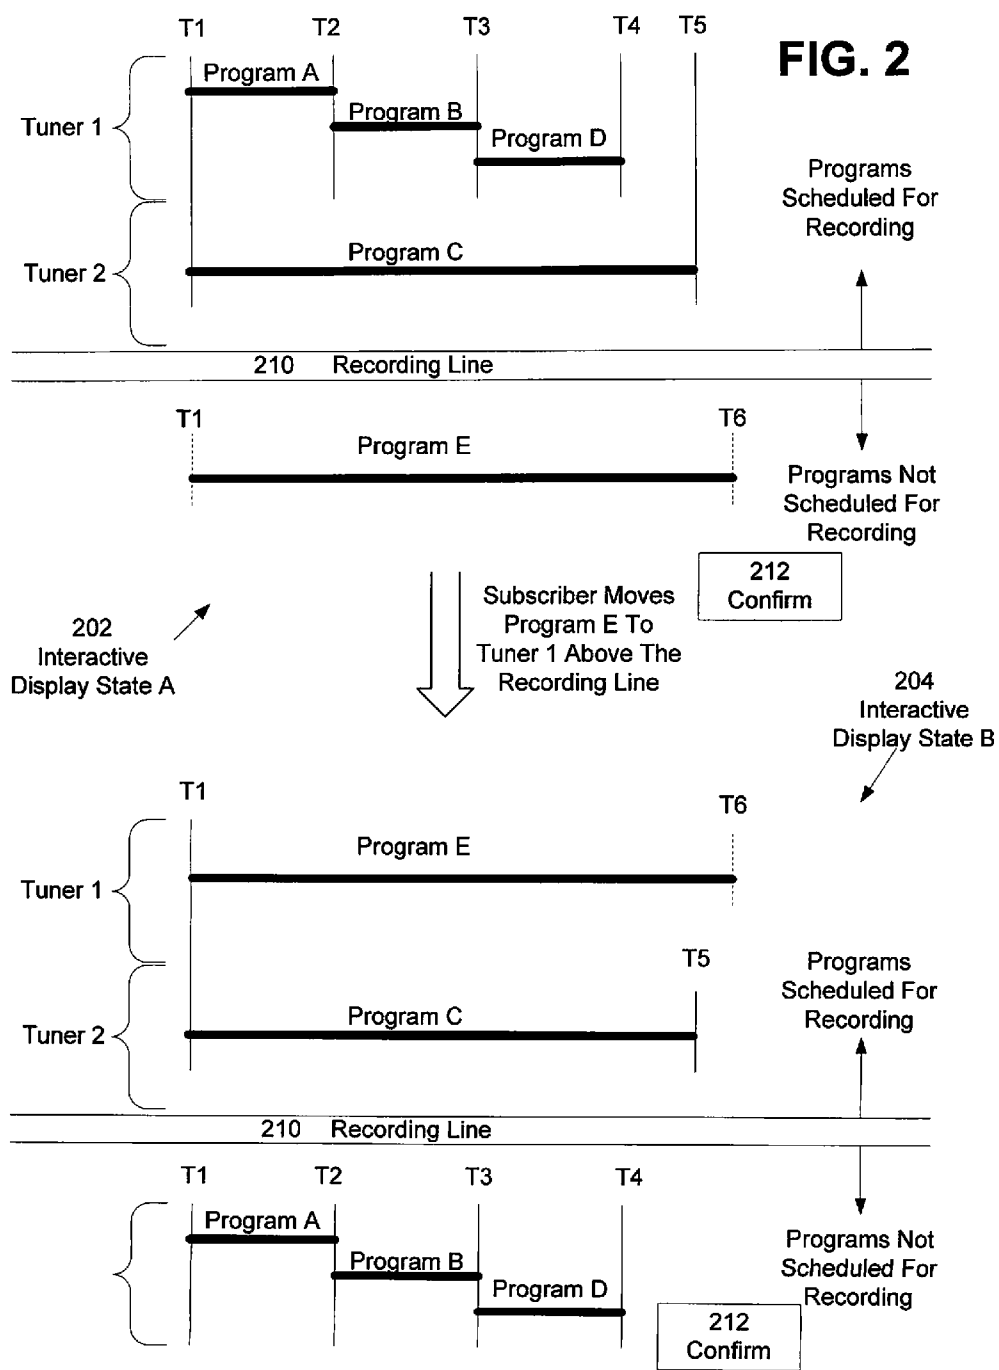 T1 T2 T3 T4 T5
FIG. 2
Program A
Tuner 1
Program B
Program D
Programs
Scheduled For
Recording
Program C
Tuner 2
210 Recording Line
T1 T6
Program E
Programs Not
Scheduled For
Recording
212
Confirm
Subscriber Moves
Program E To
Tuner 1 Above The
Recording Line
202
Interactive
Display State A
204
Interactive
Display State B
T1 T6
Program E
Tuner 1
T5
Programs
Scheduled For
Recording
Program C
Tuner 2
210 Recording Line
T1 T2 T3 T4
Program A
Program B
Program D
Programs Not
Scheduled For
Recording
212
Confirm